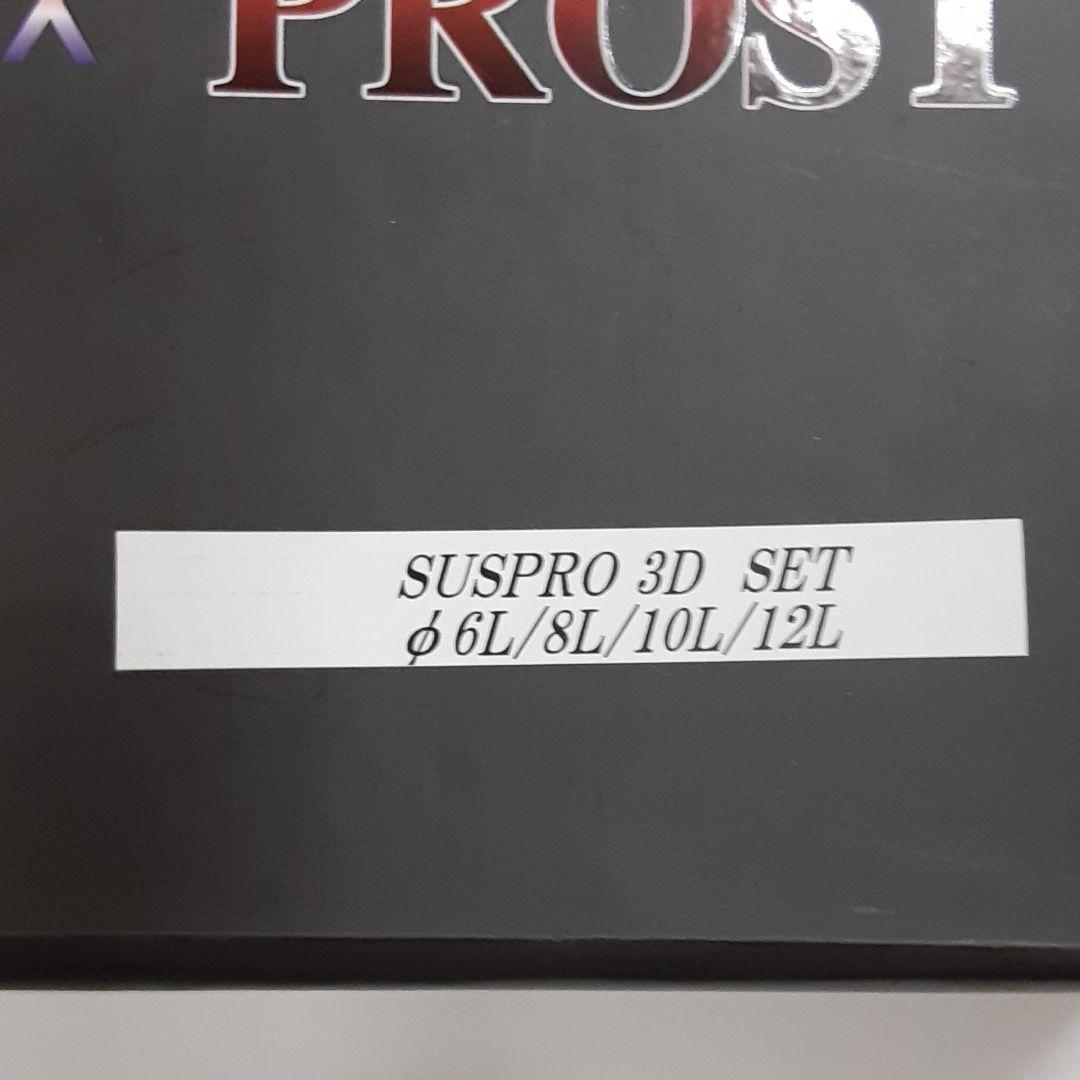 PROST
SUSPRO 3D SET
φ6L/8L/10L/12L